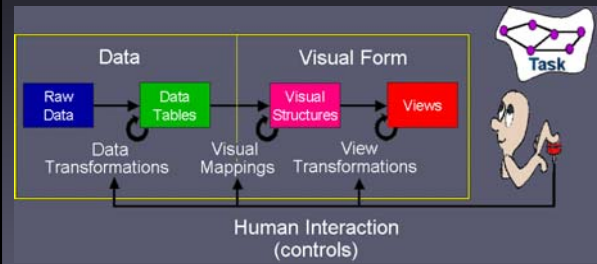 Data
Visual Form
Task
Raw
Data
Data
Tables
Visual
Structures
Views
Data
Transformations
Visual
Mappings
View
Transformations
Human Interaction
(controls)